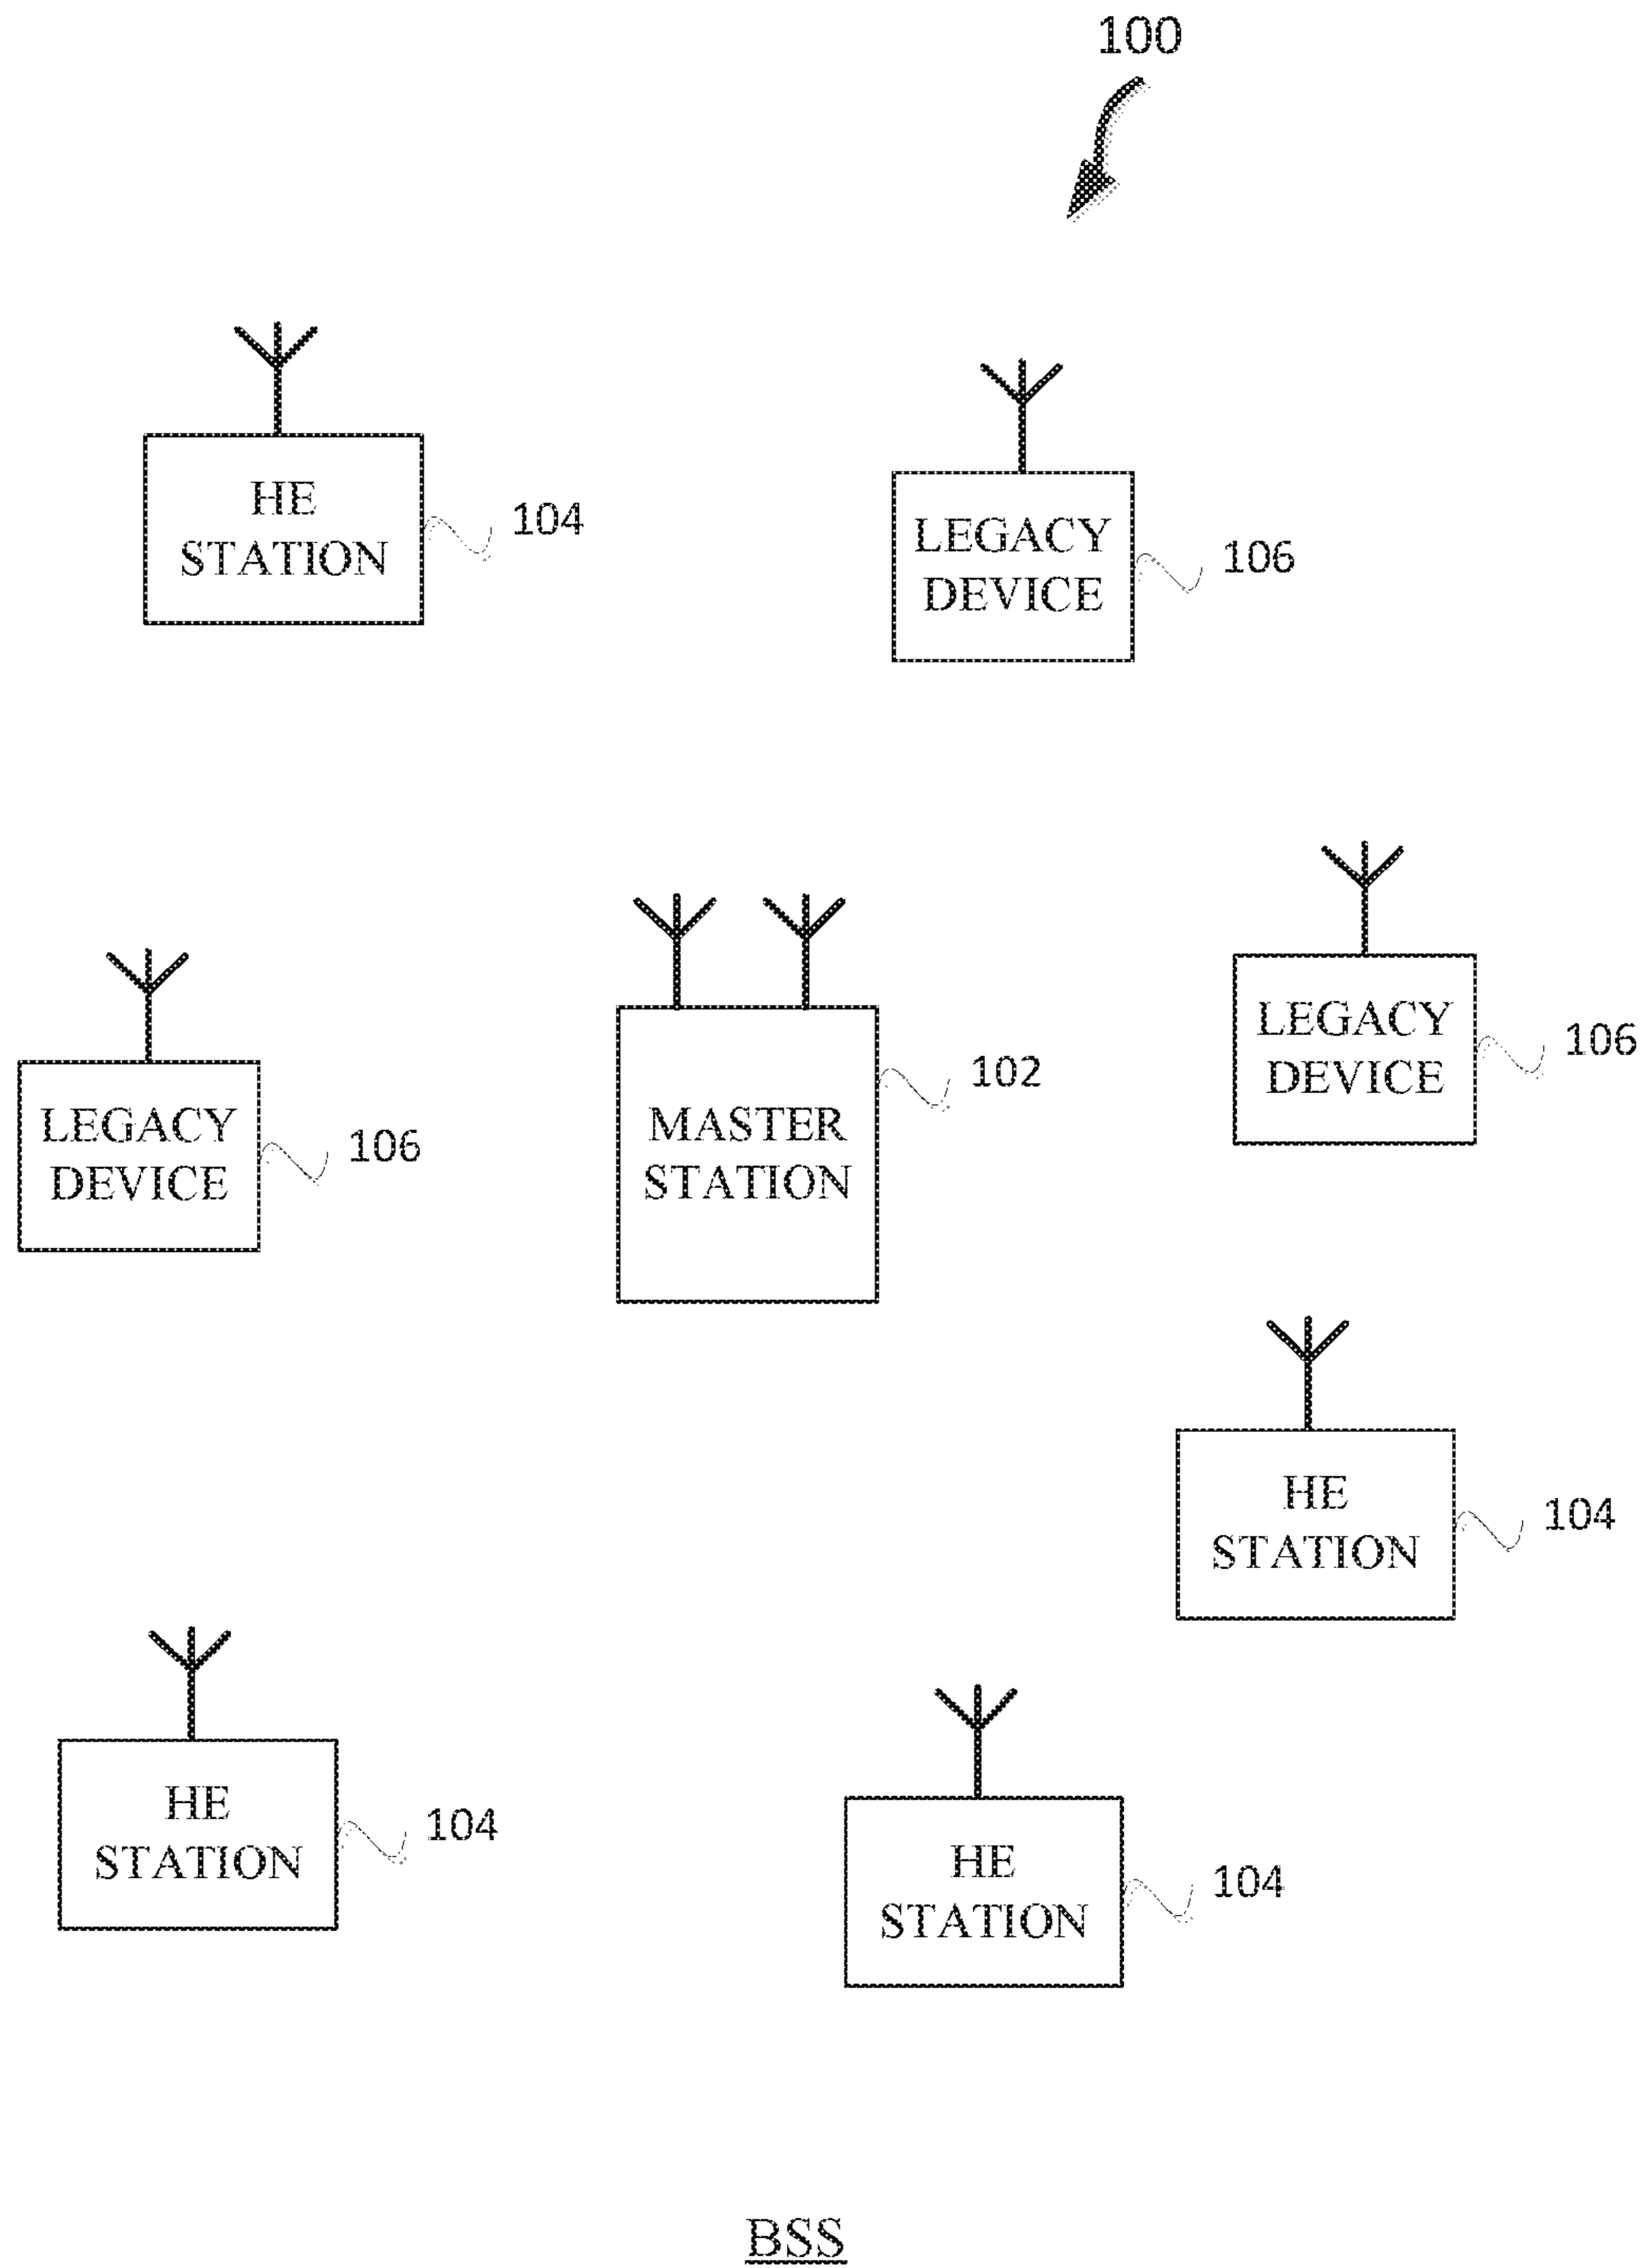 100
HE
STATION
104
LEGACY
DEVICE
106
LEGACY
DEVICE
106
MASTER
STATION
102
LEGACY
DEVICE
106
HE
STATION
104
HE
STATION
104
HE
STATION
104
BSS